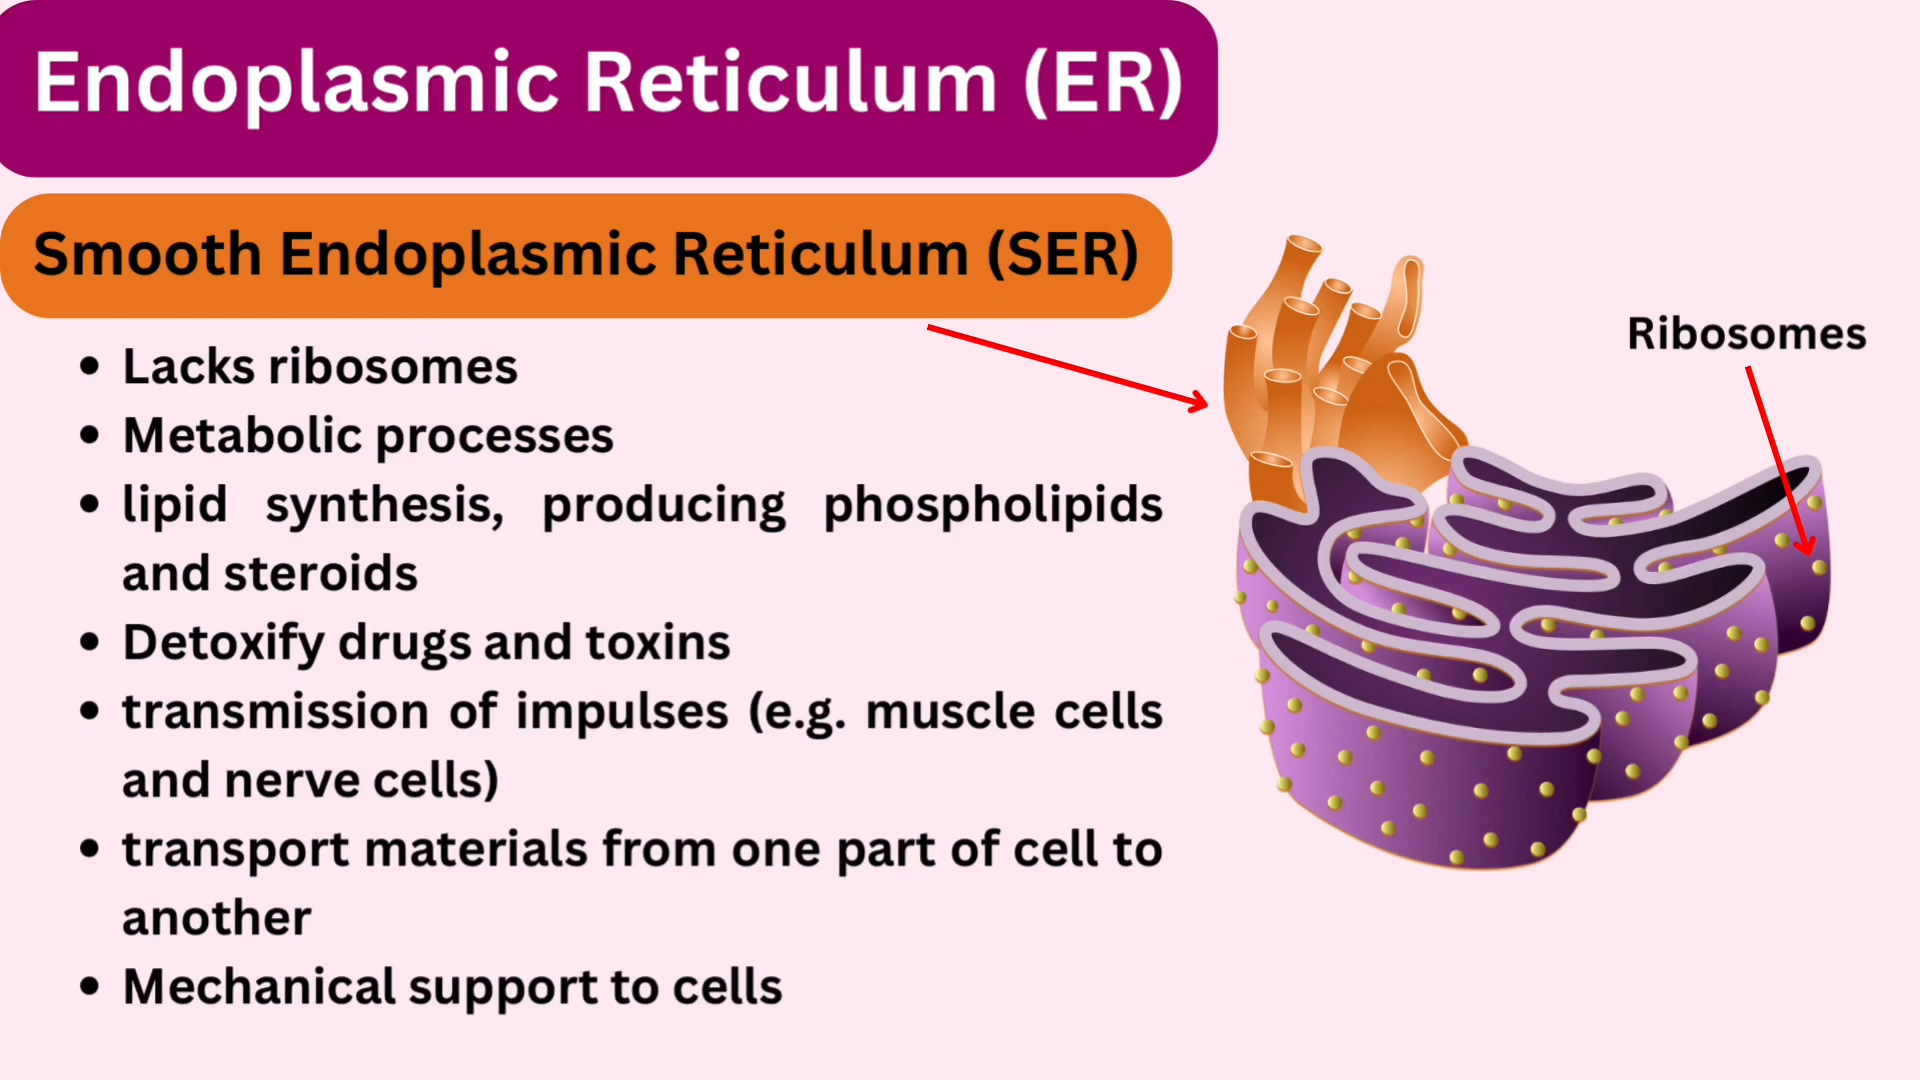 Endoplasmic Reticulum (ER)
Smooth Endoplasmic Reticulum (SER)
• Lacks ribosomes
• Metabolic processes
• lipid synthesis, producing phospholipids
and steroids
• Detoxify drugs and toxins
• transmission of impulses (e.g. muscle cells
and nerve cells)
• transport materials from one part of cell to
another
• Mechanical support to cells
Ribosomes